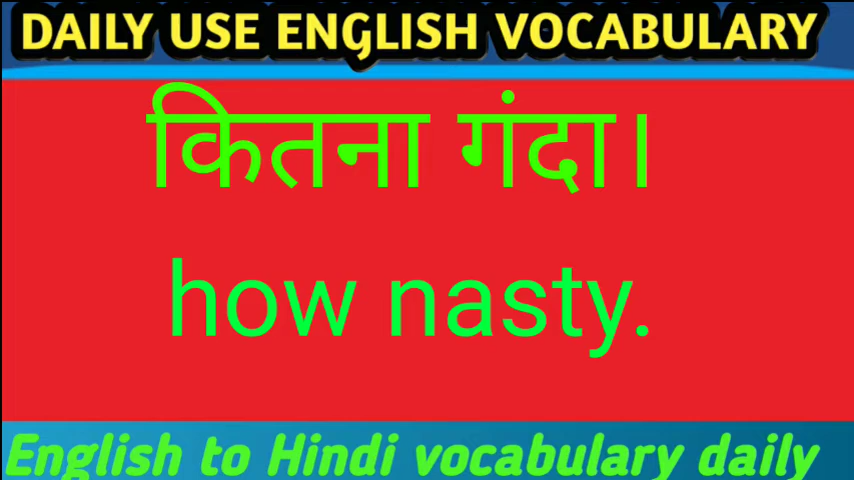 DAILY USE ENGLISH VOCABULARY
कितना गंदा।
how nasty.
English to Hindi vocabulary daily